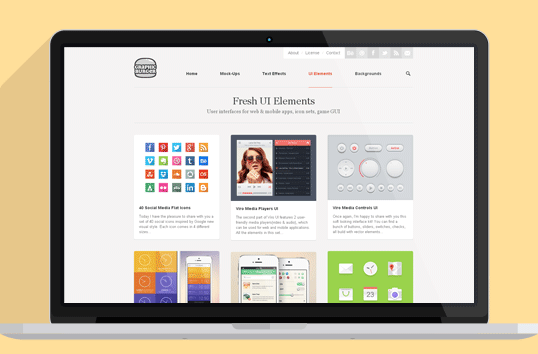 About License Contact
GRAPHIC
BURGER
Home Mock-Ups Text Effects UI Elements Backgrounds
Fresh UI Elements
User interfaces for web & mobile apps, icon sets, game GUI
40 Social Media Flat Icons
Today I have the pleasure to share you with a
set of 40 social icons inspired by Google new
visual style. Each icon comes in 4 different
sizes
Vire Media Players UI
The second part of Vire UI features 2 user
friendly media players(video & audio), which
can be used for web and mobile applications.
All the elements in this set...
Vire Media Controls UI
Once again, I'm happy to share with you this
soft looking interface kit! You can find a
bunch of buttons, sliders, switches, checks,
all build with vector elements.
23